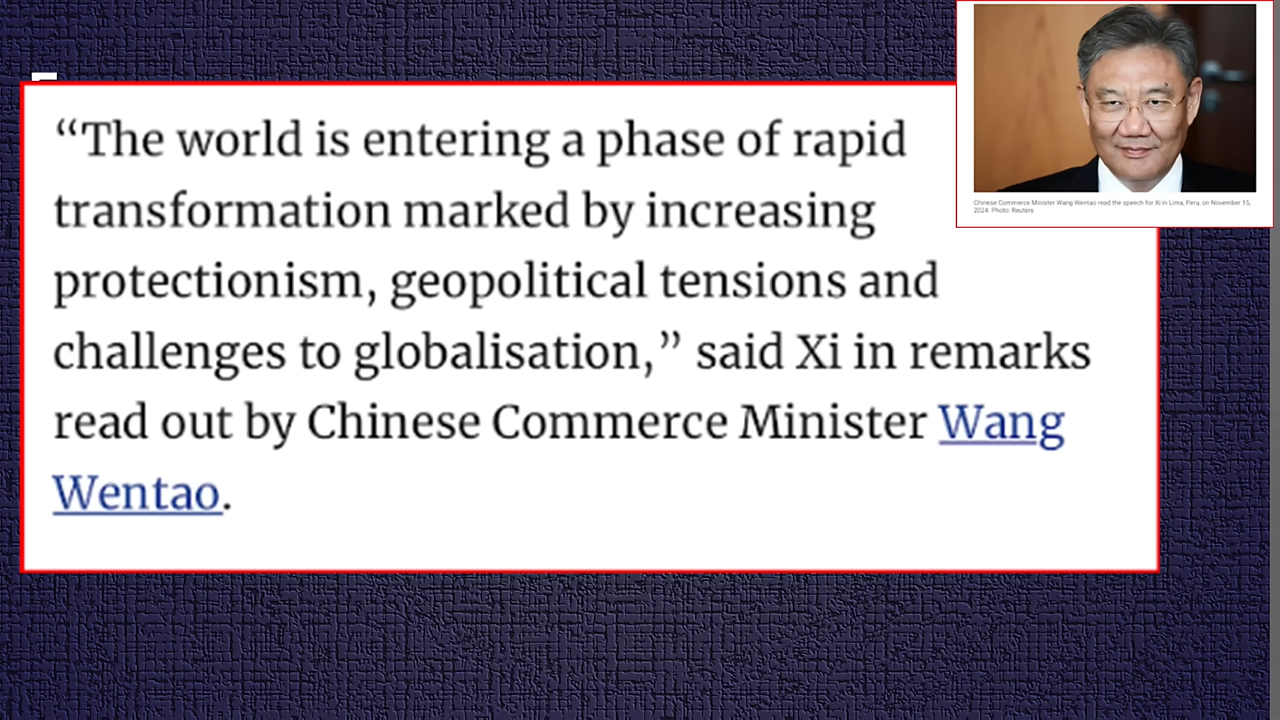 “The world is entering a phase of rapid
transformation marked by increasing
protectionism, geopolitical tensions and
challenges to globalisation,” said Xi in remarks
read out by Chinese Commerce Minister Wang
Wentao.
Chinese Commerce Minister Wang Wentao read the speech for Xi in Lima, Peru, on November 15,
2024. Photo: Reuters